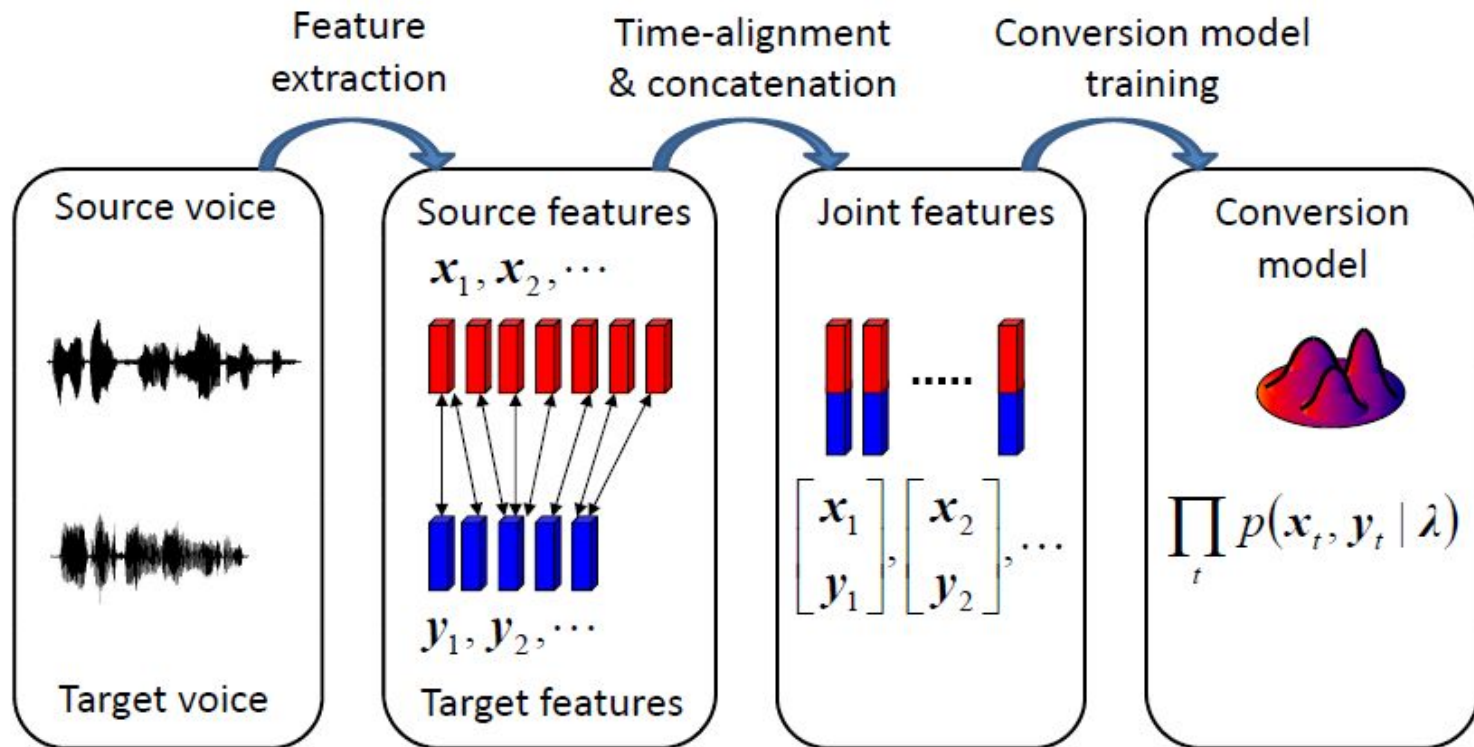 Feature
extraction
Time-alignment
& concatenation
Conversion model
training
Source voice
Target voice
Source features
x₁, x₂, ⋯
y₁, y₂, ⋯
Target features
Joint features
.....
[x₁ y₁], [x₂ y₂], ⋯
Conversion
model
∏ₜ p(xₜ, yₜ | λ)